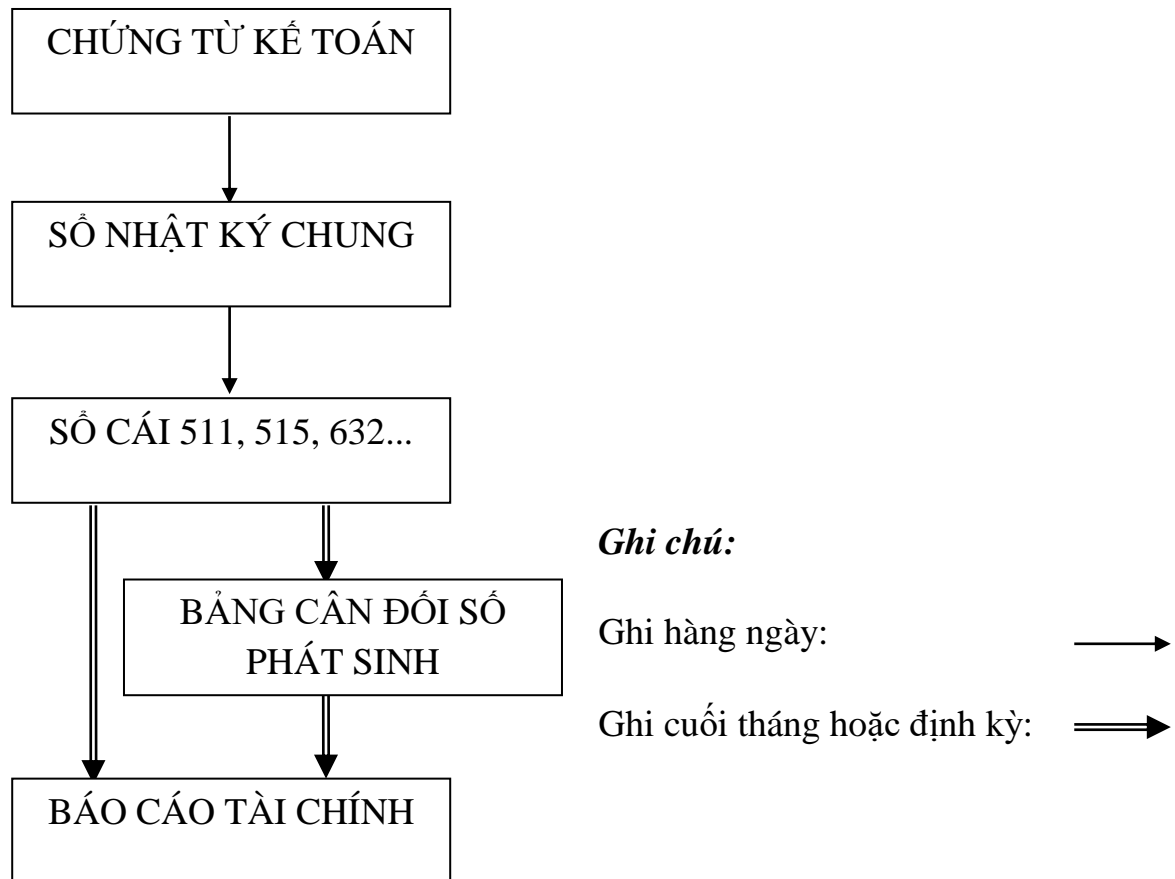 CHỨNG TỪ KẾ TOÁN
SỔ NHẬT KÝ CHUNG
SỔ CÁI 511, 515, 632...
Ghi chú:
BẢNG CÂN ĐỐI SỐ
PHÁT SINH
Ghi hàng ngày:
Ghi cuối tháng hoặc định kỳ:
BÁO CÁO TÀI CHÍNH